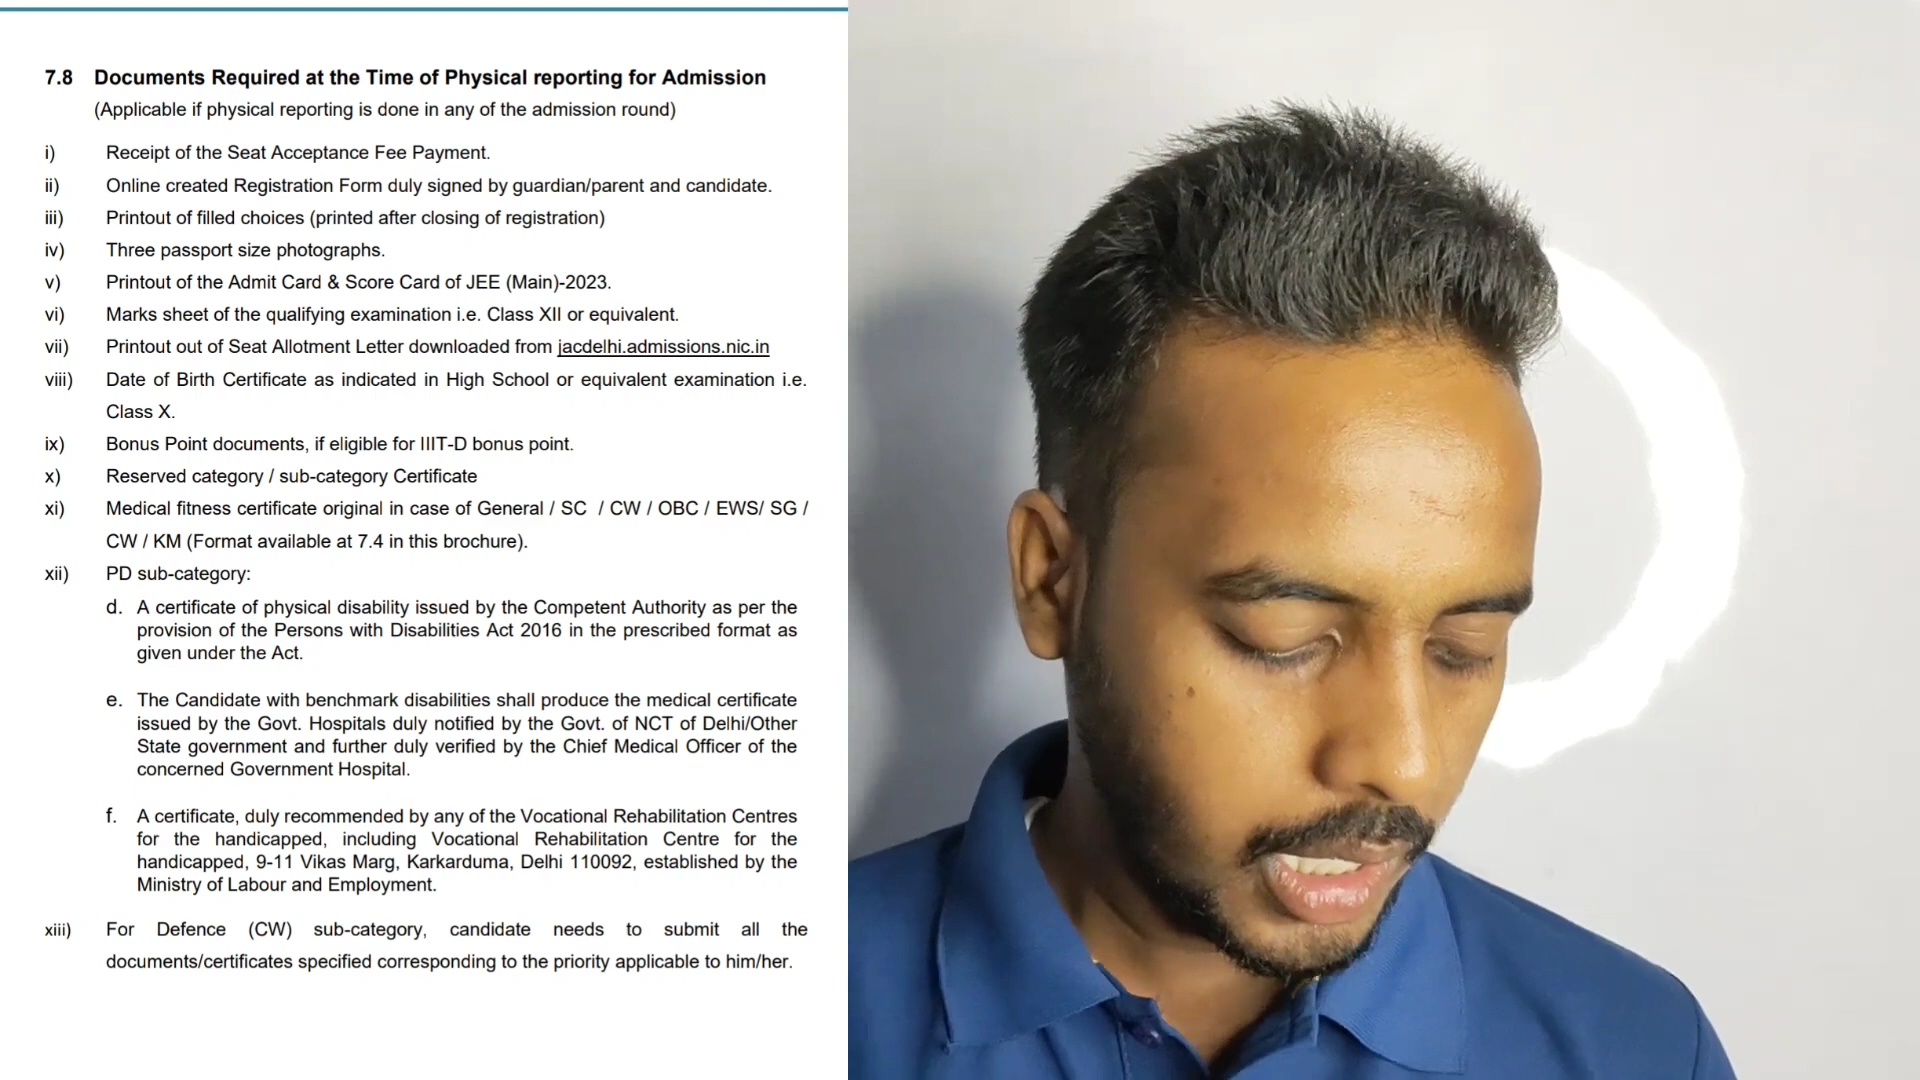 7.8 Documents Required at the Time of Physical reporting for Admission
(Applicable if physical reporting is done in any of the admission round)
i) Receipt of the Seat Acceptance Fee Payment.
ii) Online created Registration Form duly signed by guardian/parent and candidate.
iii) Printout of filled choices (printed after closing of registration)
iv) Three passport size photographs.
v) Printout of the Admit Card & Score Card of JEE (Main)-2023.
vi) Marks sheet of the qualifying examination i.e. Class XII or equivalent.
vii) Printout out of Seat Allotment Letter downloaded from jacdelhi.admissions.nic.in
viii) Date of Birth Certificate as indicated in High School or equivalent examination i.e.
Class X.
ix) Bonus Point documents, if eligible for IIIT-D bonus point.
x) Reserved category / sub-category Certificate
xi) Medical fitness certificate original in case of General / SC / CW / OBC / EWS/ SG /
CW / KM (Format available at 7.4 in this brochure).
xii) PD sub-category:
d. A certificate of physical disability issued by the Competent Authority as per the
provision of the Persons with Disabilities Act 2016 in the prescribed format as
given under the Act.
e. The Candidate with benchmark disabilities shall produce the medical certificate
issued by the Govt. Hospitals duly notified by the Govt. of NCT of Delhi/Other
State government and further duly verified by the Chief Medical Officer of the
concerned Government Hospital.
f. A certificate, duly recommended by any of the Vocational Rehabilitation Centres
for the handicapped, including Vocational Rehabilitation Centre for the
handicapped, 9-11 Vikas Marg, Karkarduma, Delhi 110092, established by the
Ministry of Labour and Employment.
xiii) For Defence (CW) sub-category, candidate needs to submit all the
documents/certificates specified corresponding to the priority applicable to him/her.